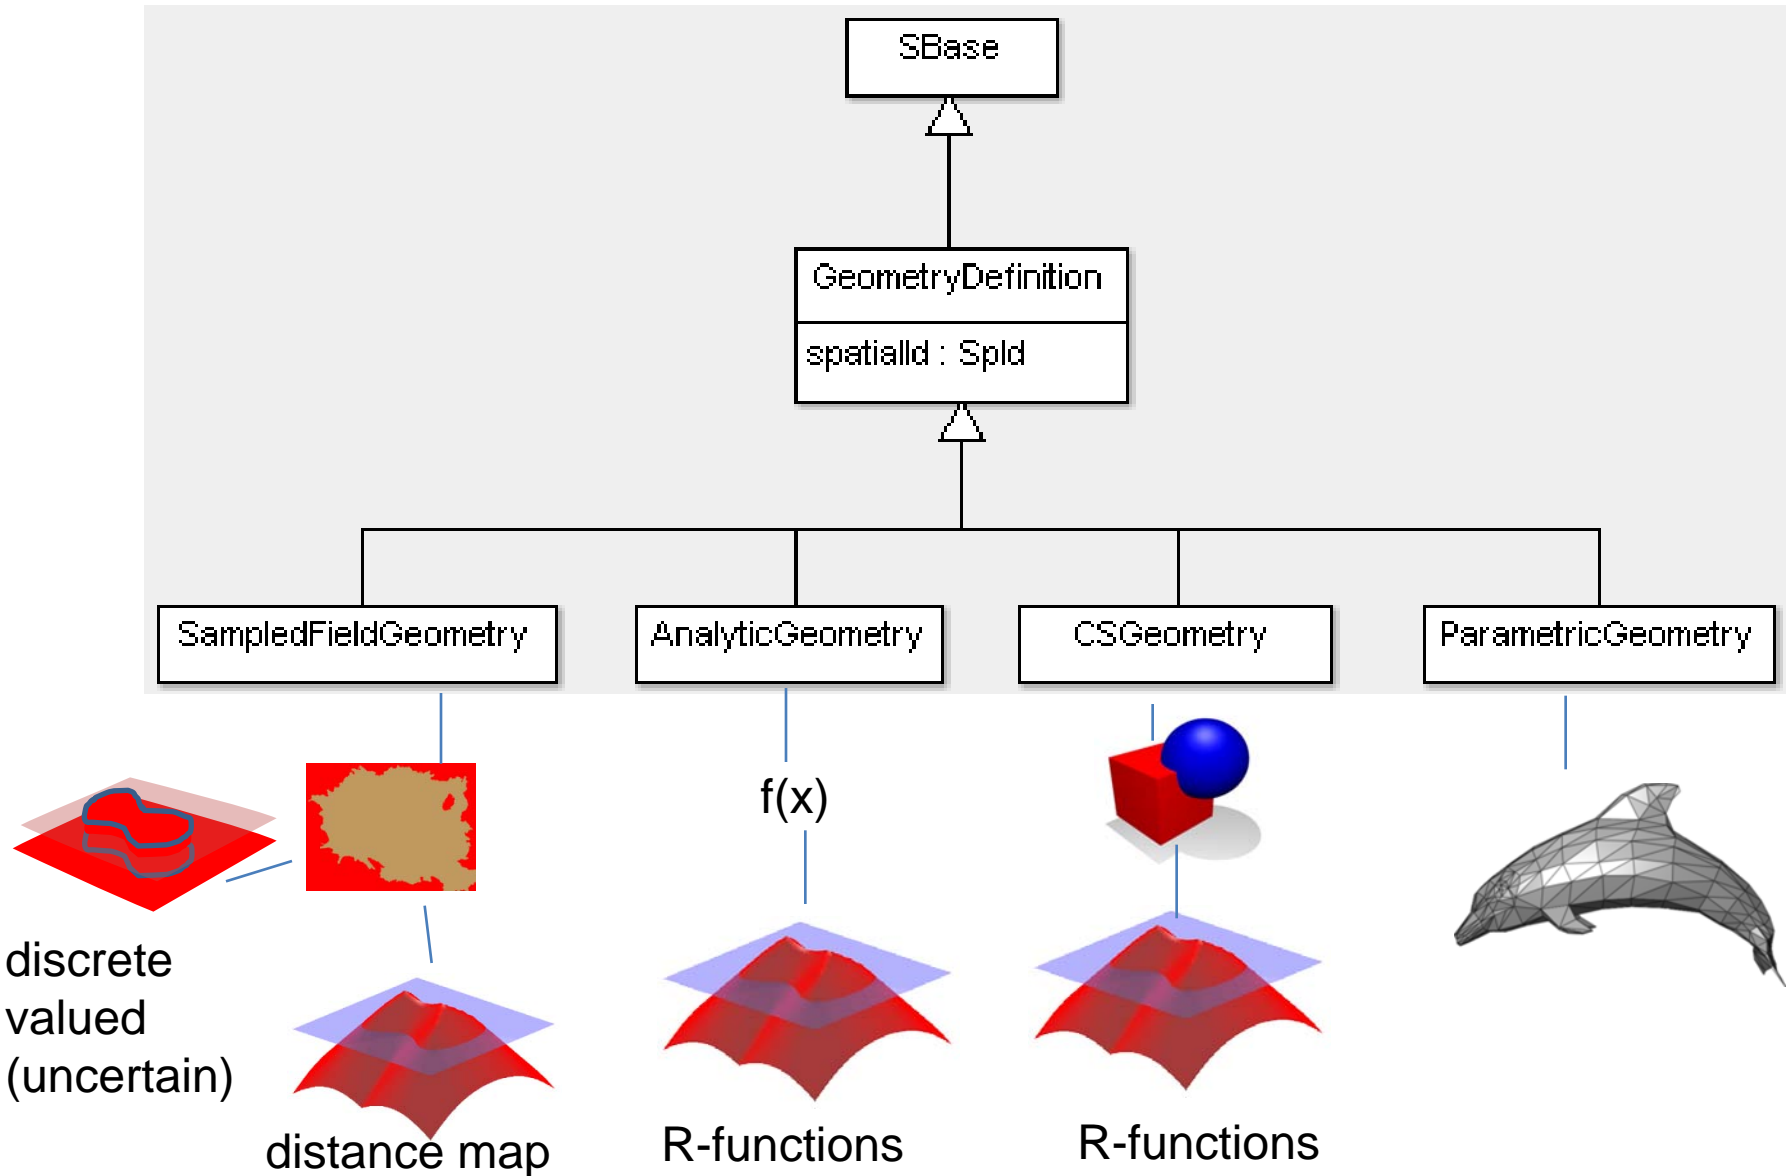 SBase
GeometryDefinition
spatialId : SpId
SampledFieldGeometry
AnalyticGeometry
CSGeometry
ParametricGeometry
f(x)
discrete
valued
(uncertain)
distance map
R-functions
R-functions